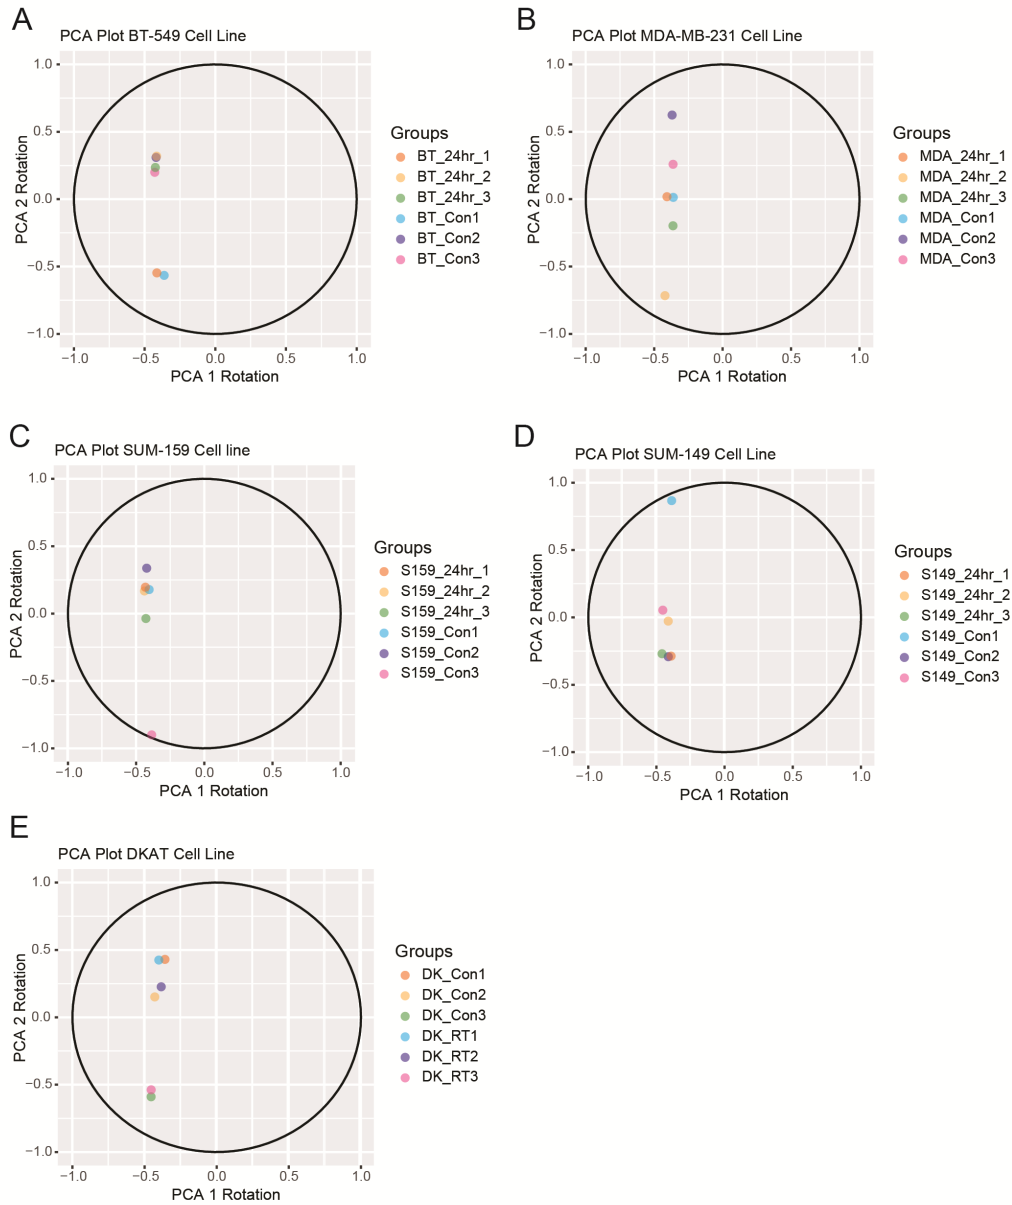 A
PCA Plot BT-549 Cell Line
1.0
0.5
0.0
−0.5
−1.0
PCA 2 Rotation
−1.0 −0.5 0.0 0.5 1.0
PCA 1 Rotation
Groups
BT_24hr_1
BT_24hr_2
BT_24hr_3
BT_Con1
BT_Con2
BT_Con3
B
PCA Plot MDA-MB-231 Cell Line
1.0
0.5
0.0
−0.5
−1.0
PCA 2 Rotation
−1.0 −0.5 0.0 0.5 1.0
PCA 1 Rotation
Groups
MDA_24hr_1
MDA_24hr_2
MDA_24hr_3
MDA_Con1
MDA_Con2
MDA_Con3
C
PCA Plot SUM-159 Cell line
1.0
0.5
0.0
−0.5
−1.0
PCA 2 Rotation
−1.0 −0.5 0.0 0.5 1.0
PCA 1 Rotation
Groups
S159_24hr_1
S159_24hr_2
S159_24hr_3
S159_Con1
S159_Con2
S159_Con3
D
PCA Plot SUM-149 Cell Line
1.0
0.5
0.0
−0.5
−1.0
PCA 2 Rotation
−1.0 −0.5 0.0 0.5 1.0
PCA 1 Rotation
Groups
S149_24hr_1
S149_24hr_2
S149_24hr_3
S149_Con1
S149_Con2
S149_Con3
E
PCA Plot DKAT Cell Line
1.0
0.5
0.0
−0.5
−1.0
PCA 2 Rotation
−1.0 −0.5 0.0 0.5 1.0
PCA 1 Rotation
Groups
DK_Con1
DK_Con2
DK_Con3
DK_RT1
DK_RT2
DK_RT3